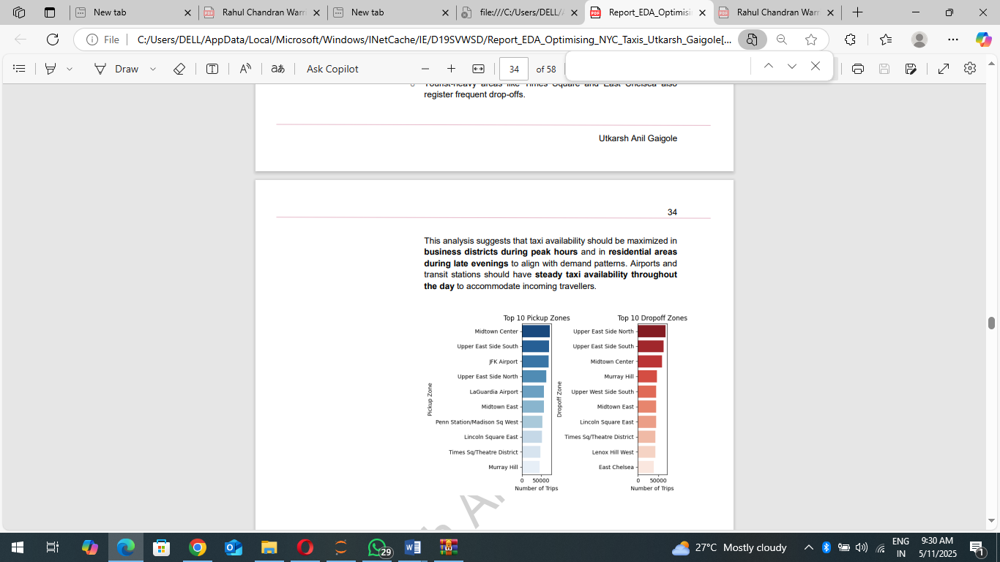 New tab
Rahul Chandran Warr
New tab
file:///C:/Users/DELL/
Report_EDA_Optimisi
Rahul Chandran Warr
File
C:/Users/DELL/AppData/Local/Microsoft/Windows/INetCache/IE/D19SVWSD/Report_EDA_Optimising_NYC_Taxis_Utkarsh_Gaigole[...
Draw
Ask Copilot
34 of 58
Tourist-heavy areas like Times Square and East Chelsea also
register frequent drop-offs.
Utkarsh Anil Gaigole
34
This analysis suggests that taxi availability should be maximized in
business districts during peak hours and in residential areas
during late evenings to align with demand patterns. Airports and
transit stations should have steady taxi availability throughout
the day to accommodate incoming travellers.
Top 10 Pickup Zones
Midtown Center
Upper East Side South
JFK Airport
Upper East Side North
LaGuardia Airport
Midtown East
Penn Station/Madison Sq West
Lincoln Square East
Times Sq/Theatre District
Murray Hill
Pickup Zone
0 50000
Number of Trips
Top 10 Dropoff Zones
Upper East Side North
Upper East Side South
Midtown Center
Murray Hill
Upper West Side South
Midtown East
Lincoln Square East
Times Sq/Theatre District
Lenox Hill West
East Chelsea
Dropoff Zone
0 50000
Number of Trips
29
27°C Mostly cloudy
ENG
IN
9:30 AM
5/11/2025
1